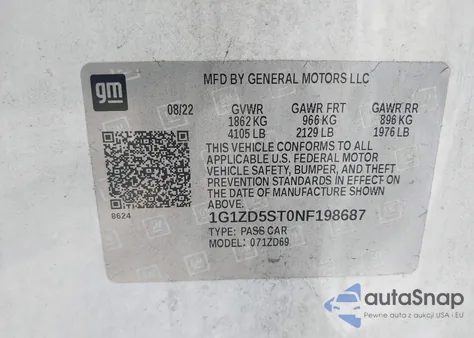 gm
MFD BY GENERAL MOTORS LLC
08/22 GVWR GAWR FRT GAWR RR
1862 KG 966 KG 896 KG
4105 LB 2129 LB 1976 LB
THIS VEHICLE CONFORMS TO ALL
APPLICABLE U.S. FEDERAL MOTOR
VEHICLE SAFETY, BUMPER, AND THEFT
PREVENTION STANDARDS IN EFFECT ON
THE DATE OF MANUFACTURE SHOWN
ABOVE.
8624
1G1ZD5ST0NF198687
TYPE: PASS CAR
MODEL: 071ZD69
autoSnap
Pewne auta z aukcji USA i EU